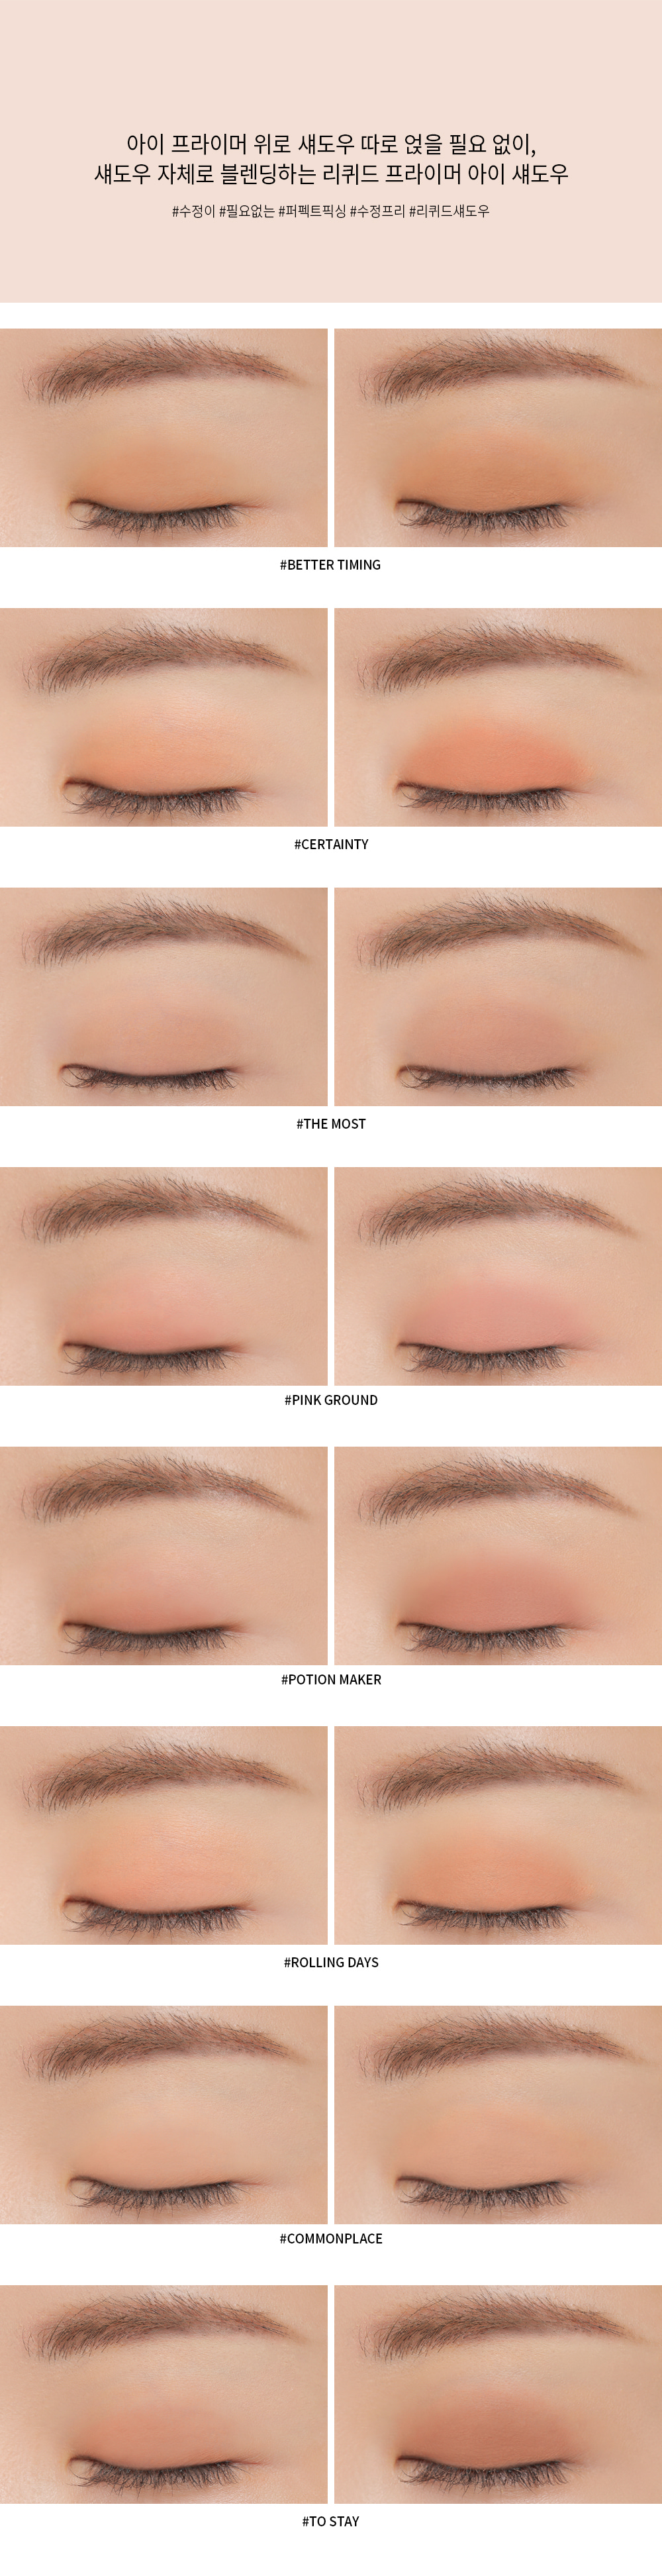 아이 프라이머 위로 섀도우 따로 얹을 필요 없이,
섀도우 자체로 블렌딩하는 리퀴드 프라이머 아이 섀도우
#수정이 #필요없는 #퍼펙트픽싱 #수정프리 #리퀴드섀도우
#BETTER TIMING
#CERTAINTY
#THE MOST
#PINK GROUND
#POTION MAKER
#ROLLING DAYS
#COMMONPLACE
#TO STAY